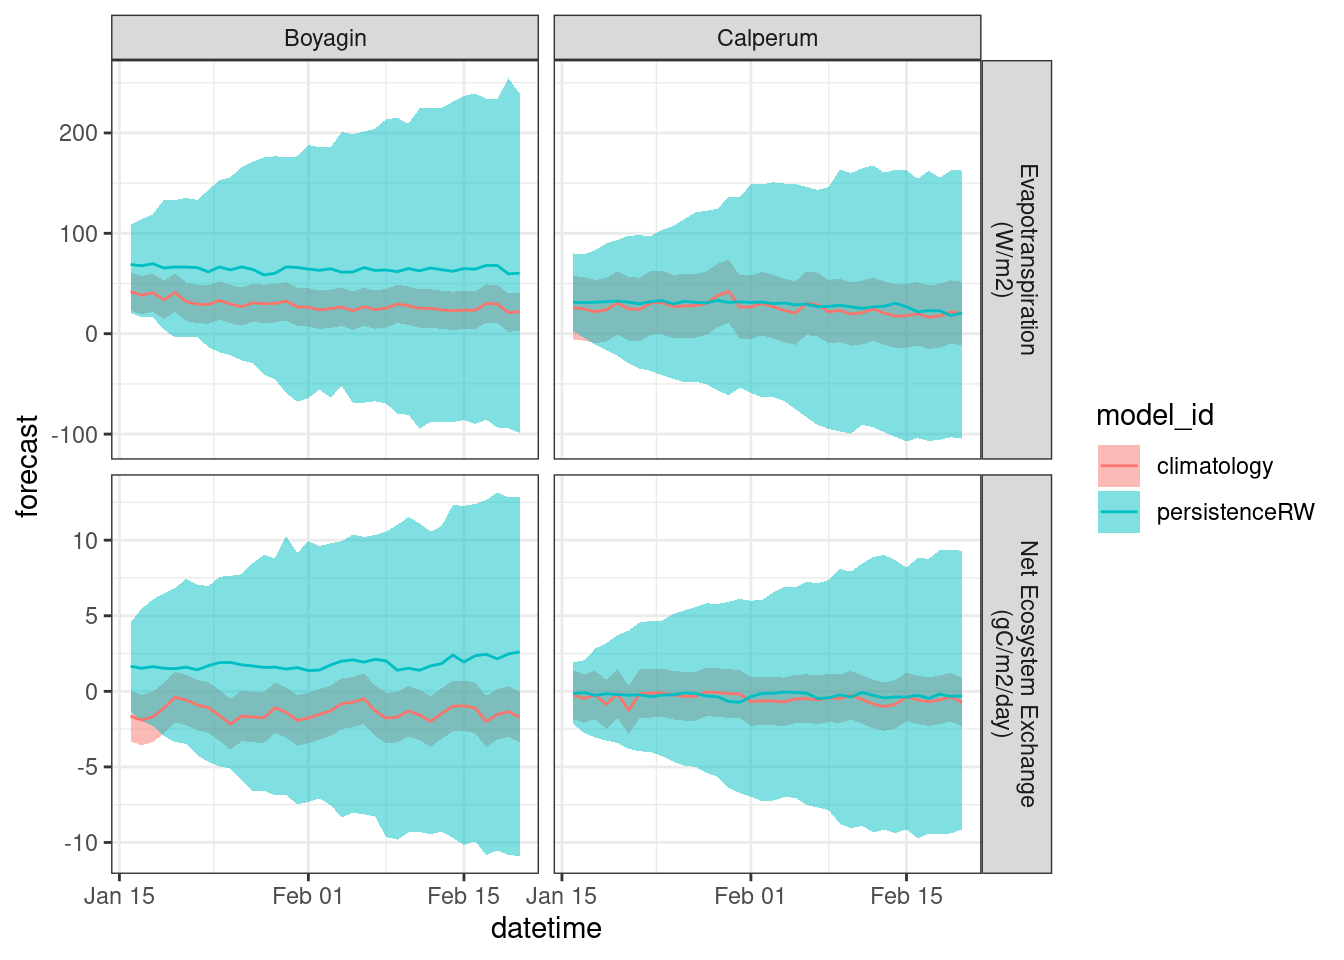 Boyagin
Calperum
200
100
0
-100
Evapotranspiration
(W/m2)
10
5
0
-5
-10
Net Ecosystem Exchange
(gC/m2/day)
forecast
Jan 15
Feb 01
Feb 15
Jan 15
Feb 01
Feb 15
datetime
model_id
climatology
persistenceRW